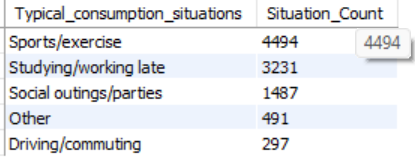 Typical_consumption_situations Situation_Count
Sports/exercise 4494 4494
Studying/working late 3231
Social outings/parties 1487
Other 491
Driving/commuting 297